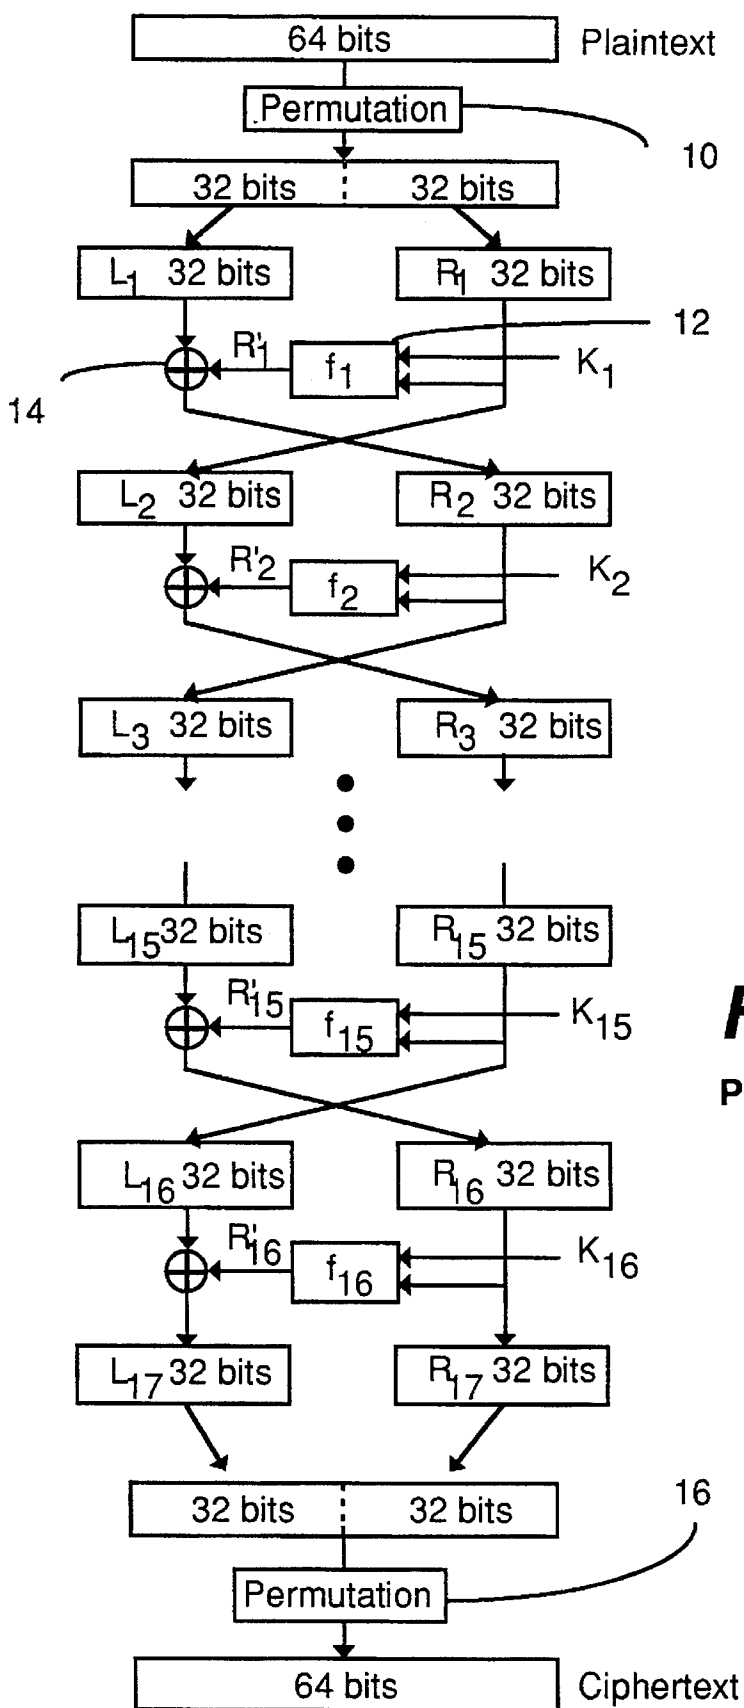 64 bits Plaintext
Permutation
10
32 bits 32 bits
L1 32 bits R1 32 bits
12
R'1 f1 K1
14
L2 32 bits R2 32 bits
R'2 f2 K2
L3 32 bits R3 32 bits
L15 32 bits R15 32 bits
R'15 f15 K15
P
L16 32 bits R16 32 bits
R'16 f16 K16
L17 32 bits R17 32 bits
32 bits 32 bits
16
Permutation
64 bits Ciphertext